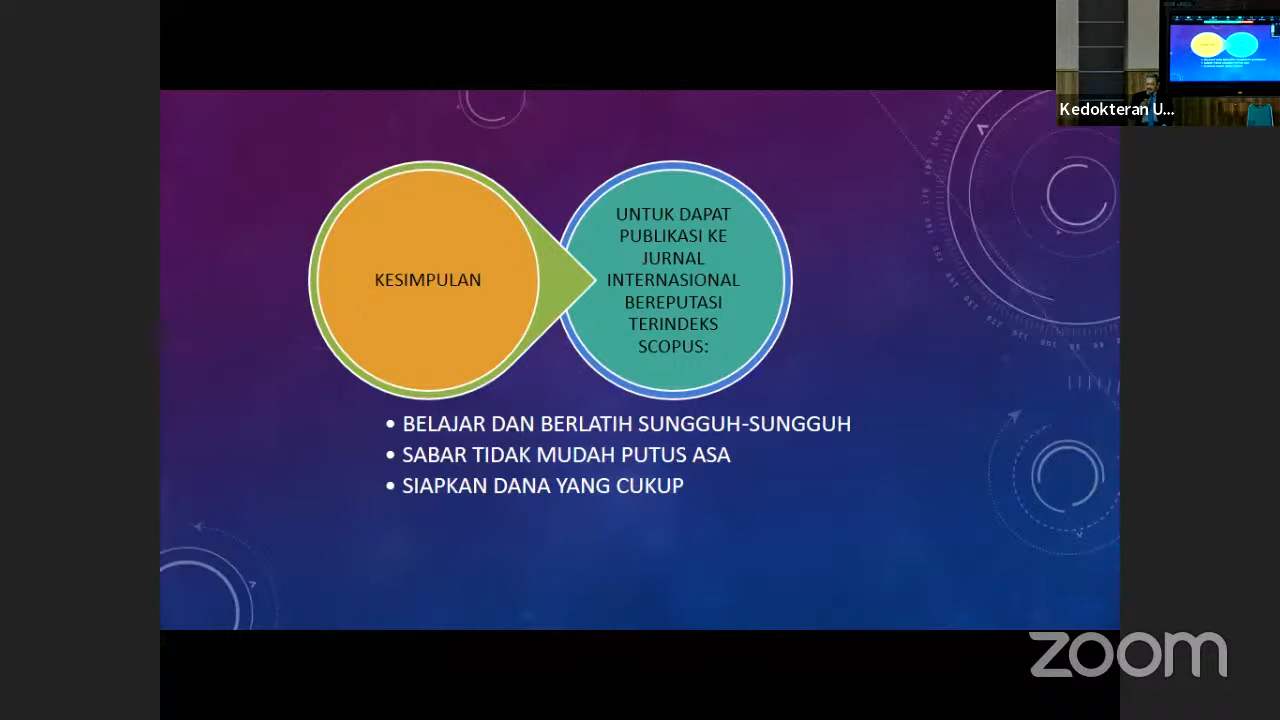 Kedokteran U...
KESIMPULAN
UNTUK DAPAT
PUBLIKASI KE
JURNAL
INTERNASIONAL
BEREPUTASI
TERINDEKS
SCOPUS:
• BELAJAR DAN BERLATIH SUNGGUH-SUNGGUH
• SABAR TIDAK MUDAH PUTUS ASA
• SIAPKAN DANA YANG CUKUP
zoom